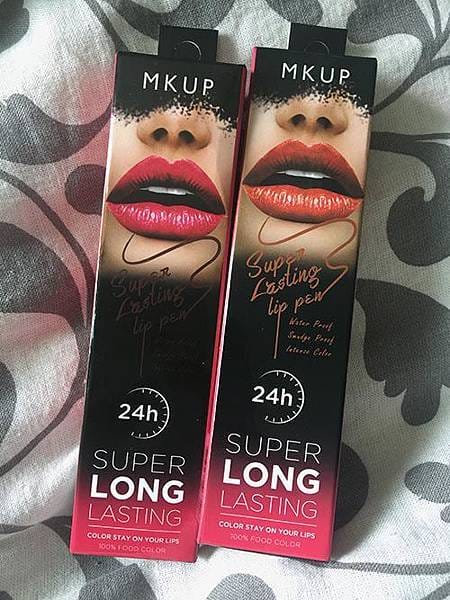 MKUP
Super
Lasting
lip pen
24h
SUPER
LONG
LASTING
COLOR STAY ON YOUR LIPS
100% FOOD COLOR
MKUP
Super
Lasting
lip pen
Water Proof
Smudge Proof
Intense Color
24h
SUPER
LONG
LASTING
COLOR STAY ON YOUR LIPS
100% FOOD COLOR